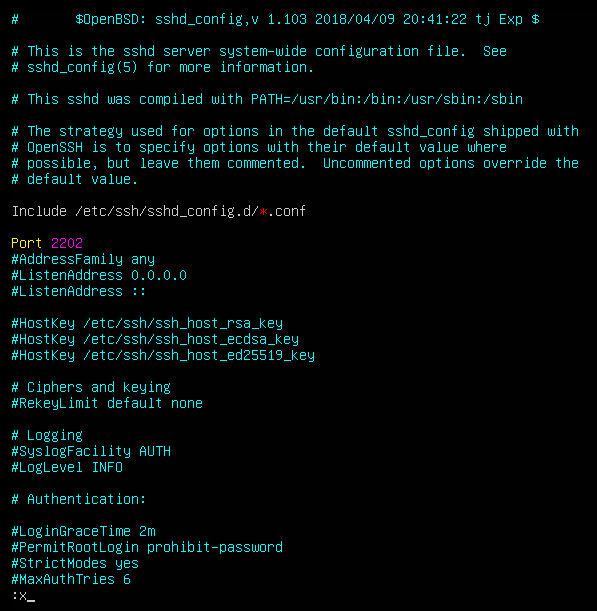 #       $OpenBSD: sshd_config,v 1.103 2018/04/09 20:41:22 tj Exp $
# This is the sshd server system-wide configuration file.  See
# sshd_config(5) for more information.
# This sshd was compiled with PATH=/usr/bin:/bin:/usr/sbin:/sbin
# The strategy used for options in the default sshd_config shipped with
# OpenSSH is to specify options with their default value where
# possible, but leave them commented.  Uncommented options override the
# default value.
Include /etc/ssh/sshd_config.d/*.conf
Port 2202
#AddressFamily any
#ListenAddress 0.0.0.0
#ListenAddress ::
#HostKey /etc/ssh/ssh_host_rsa_key
#HostKey /etc/ssh/ssh_host_ecdsa_key
#HostKey /etc/ssh/ssh_host_ed25519_key
# Ciphers and keying
#RekeyLimit default none
# Logging
#SyslogFacility AUTH
#LogLevel INFO
# Authentication:
#LoginGraceTime 2m
#PermitRootLogin prohibit-password
#StrictModes yes
#MaxAuthTries 6
:x